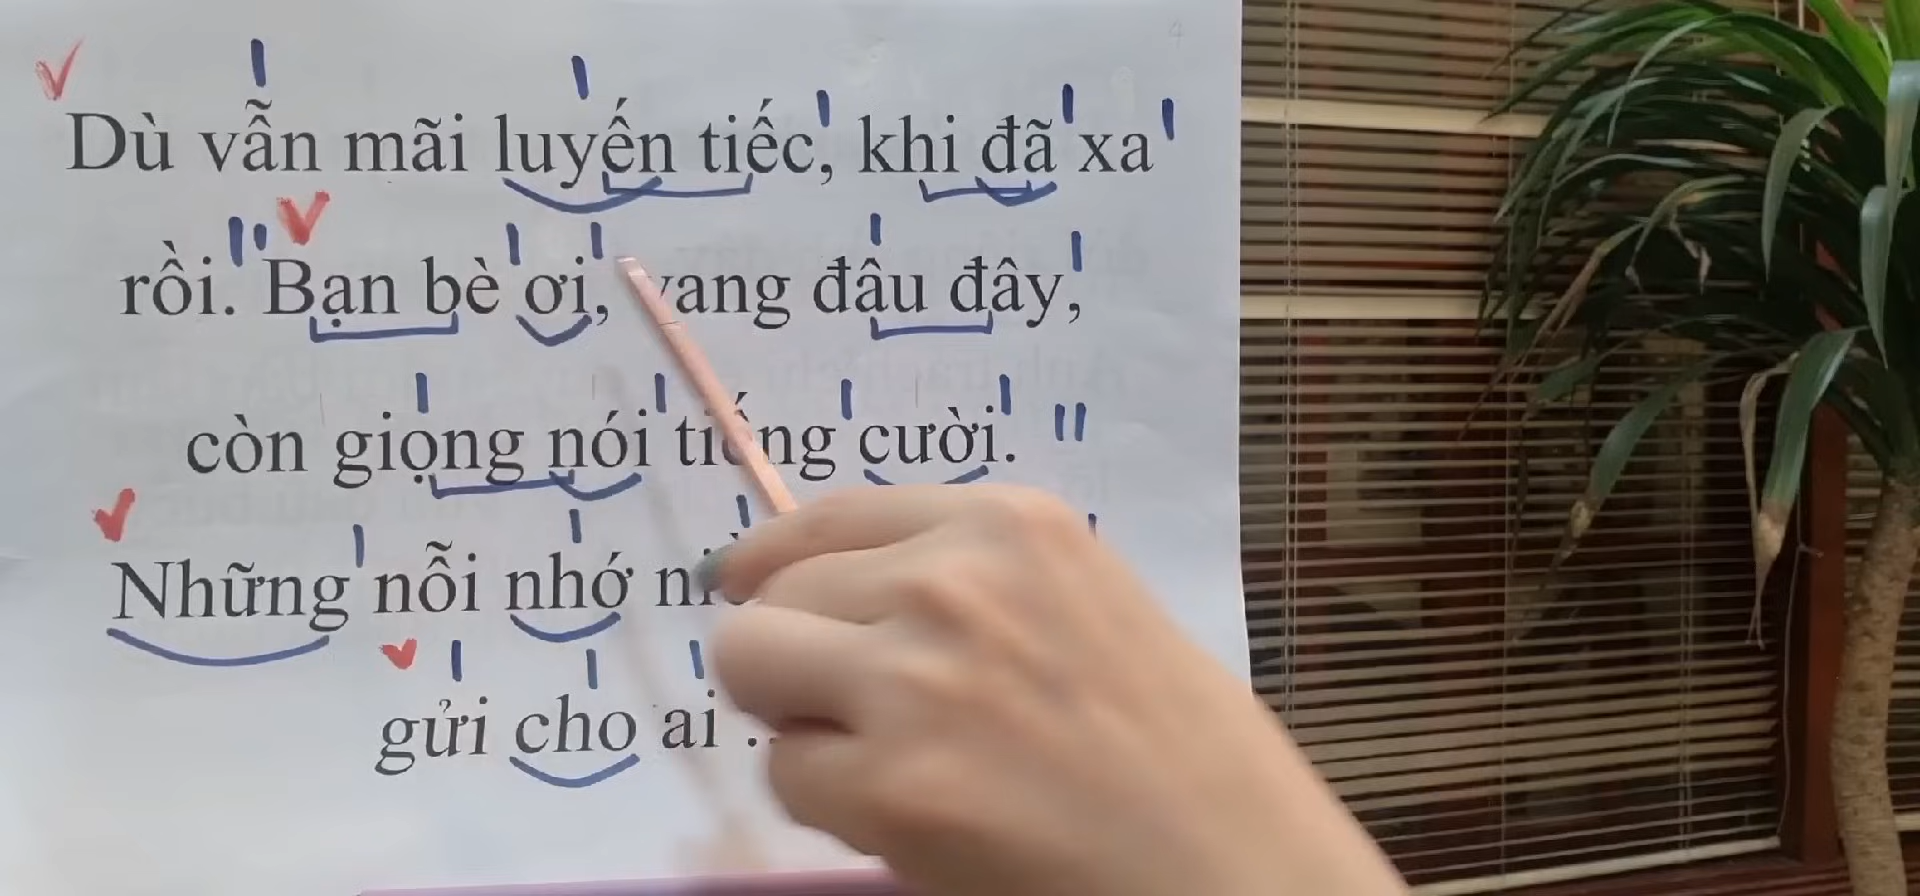 Dù vẫn mãi luyến tiếc, khi đã xa
rồi. Bạn bè ơi, vang đâu đây,
còn giọng nói tiếng cười.
Những nỗi nhớ
gửi cho ai ..